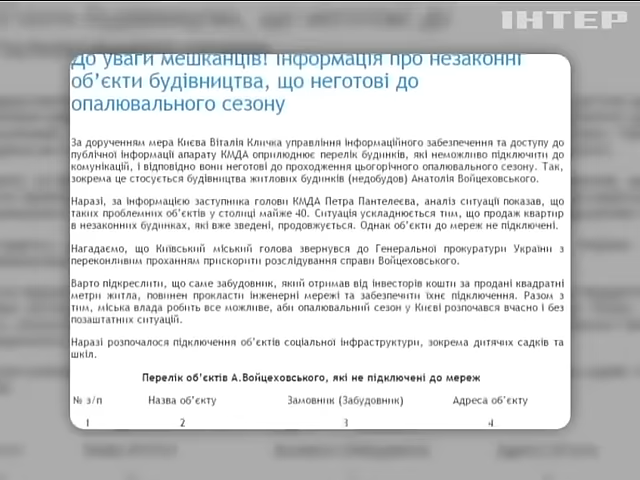 ІНТЕР
До уваги мешканців! Інформація про незаконні
об’єкти будівництва, що неготові до
опалювального сезону
За дорученням мера Києва Віталія Кличка управління інформаційного забезпечення та доступу до
публічної інформації апарату КМДА оприлюднює перелік будинків, які неможливо підключити до
комунікацій, і відповідно вони неготові до проходження цьогорічного опалювального сезону. Так,
зокрема це стосується будівництва житлових будинків (недобудов) Анатолія Войцеховського.
Наразі, за інформацією заступника голови КМДА Петра Пантелеєва, аналіз ситуації показав, що
таких проблемних об’єктів у столиці майже 40. Ситуація ускладнюється тим, що продаж квартир
в незаконних будинках, які вже зведені, продовжується. Однак об’єкти до мереж не підключені.
Нагадаємо, що Київський міський голова звернувся до Генеральної прокуратури України з
переконливим проханням прискорити розслідування справи Войцеховського.
Варто підкреслити, що саме забудовник, який отримав від інвесторів кошти за продані квадратні
метри житла, повинен прокласти інженерні мережі та забезпечити їхнє підключення. Разом з
тим, міська влада робить все можливе, аби опалювальний сезон у Києві розпочався вчасно і без
позаштатних ситуацій.
Наразі розпочалося підключення об’єктів соціальної інфраструктури, зокрема дитячих садків та
шкіл.
Перелік об’єктів А.Войцеховського, які не підключені до мереж
№ з/п Назва об’єкту Замовник (Забудовник) Адреса об’єкту
1 2 3 4